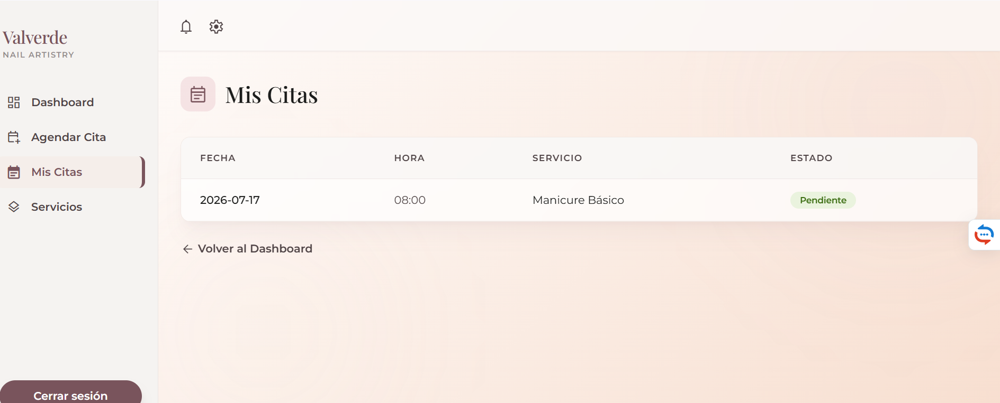 Valverde
NAIL ARTISTRY
Dashboard
Agendar Cita
Mis Citas
Servicios
Cerrar sesión
Mis Citas
FECHA HORA SERVICIO ESTADO
2026-07-17 08:00 Manicure Básico Pendiente
Volver al Dashboard